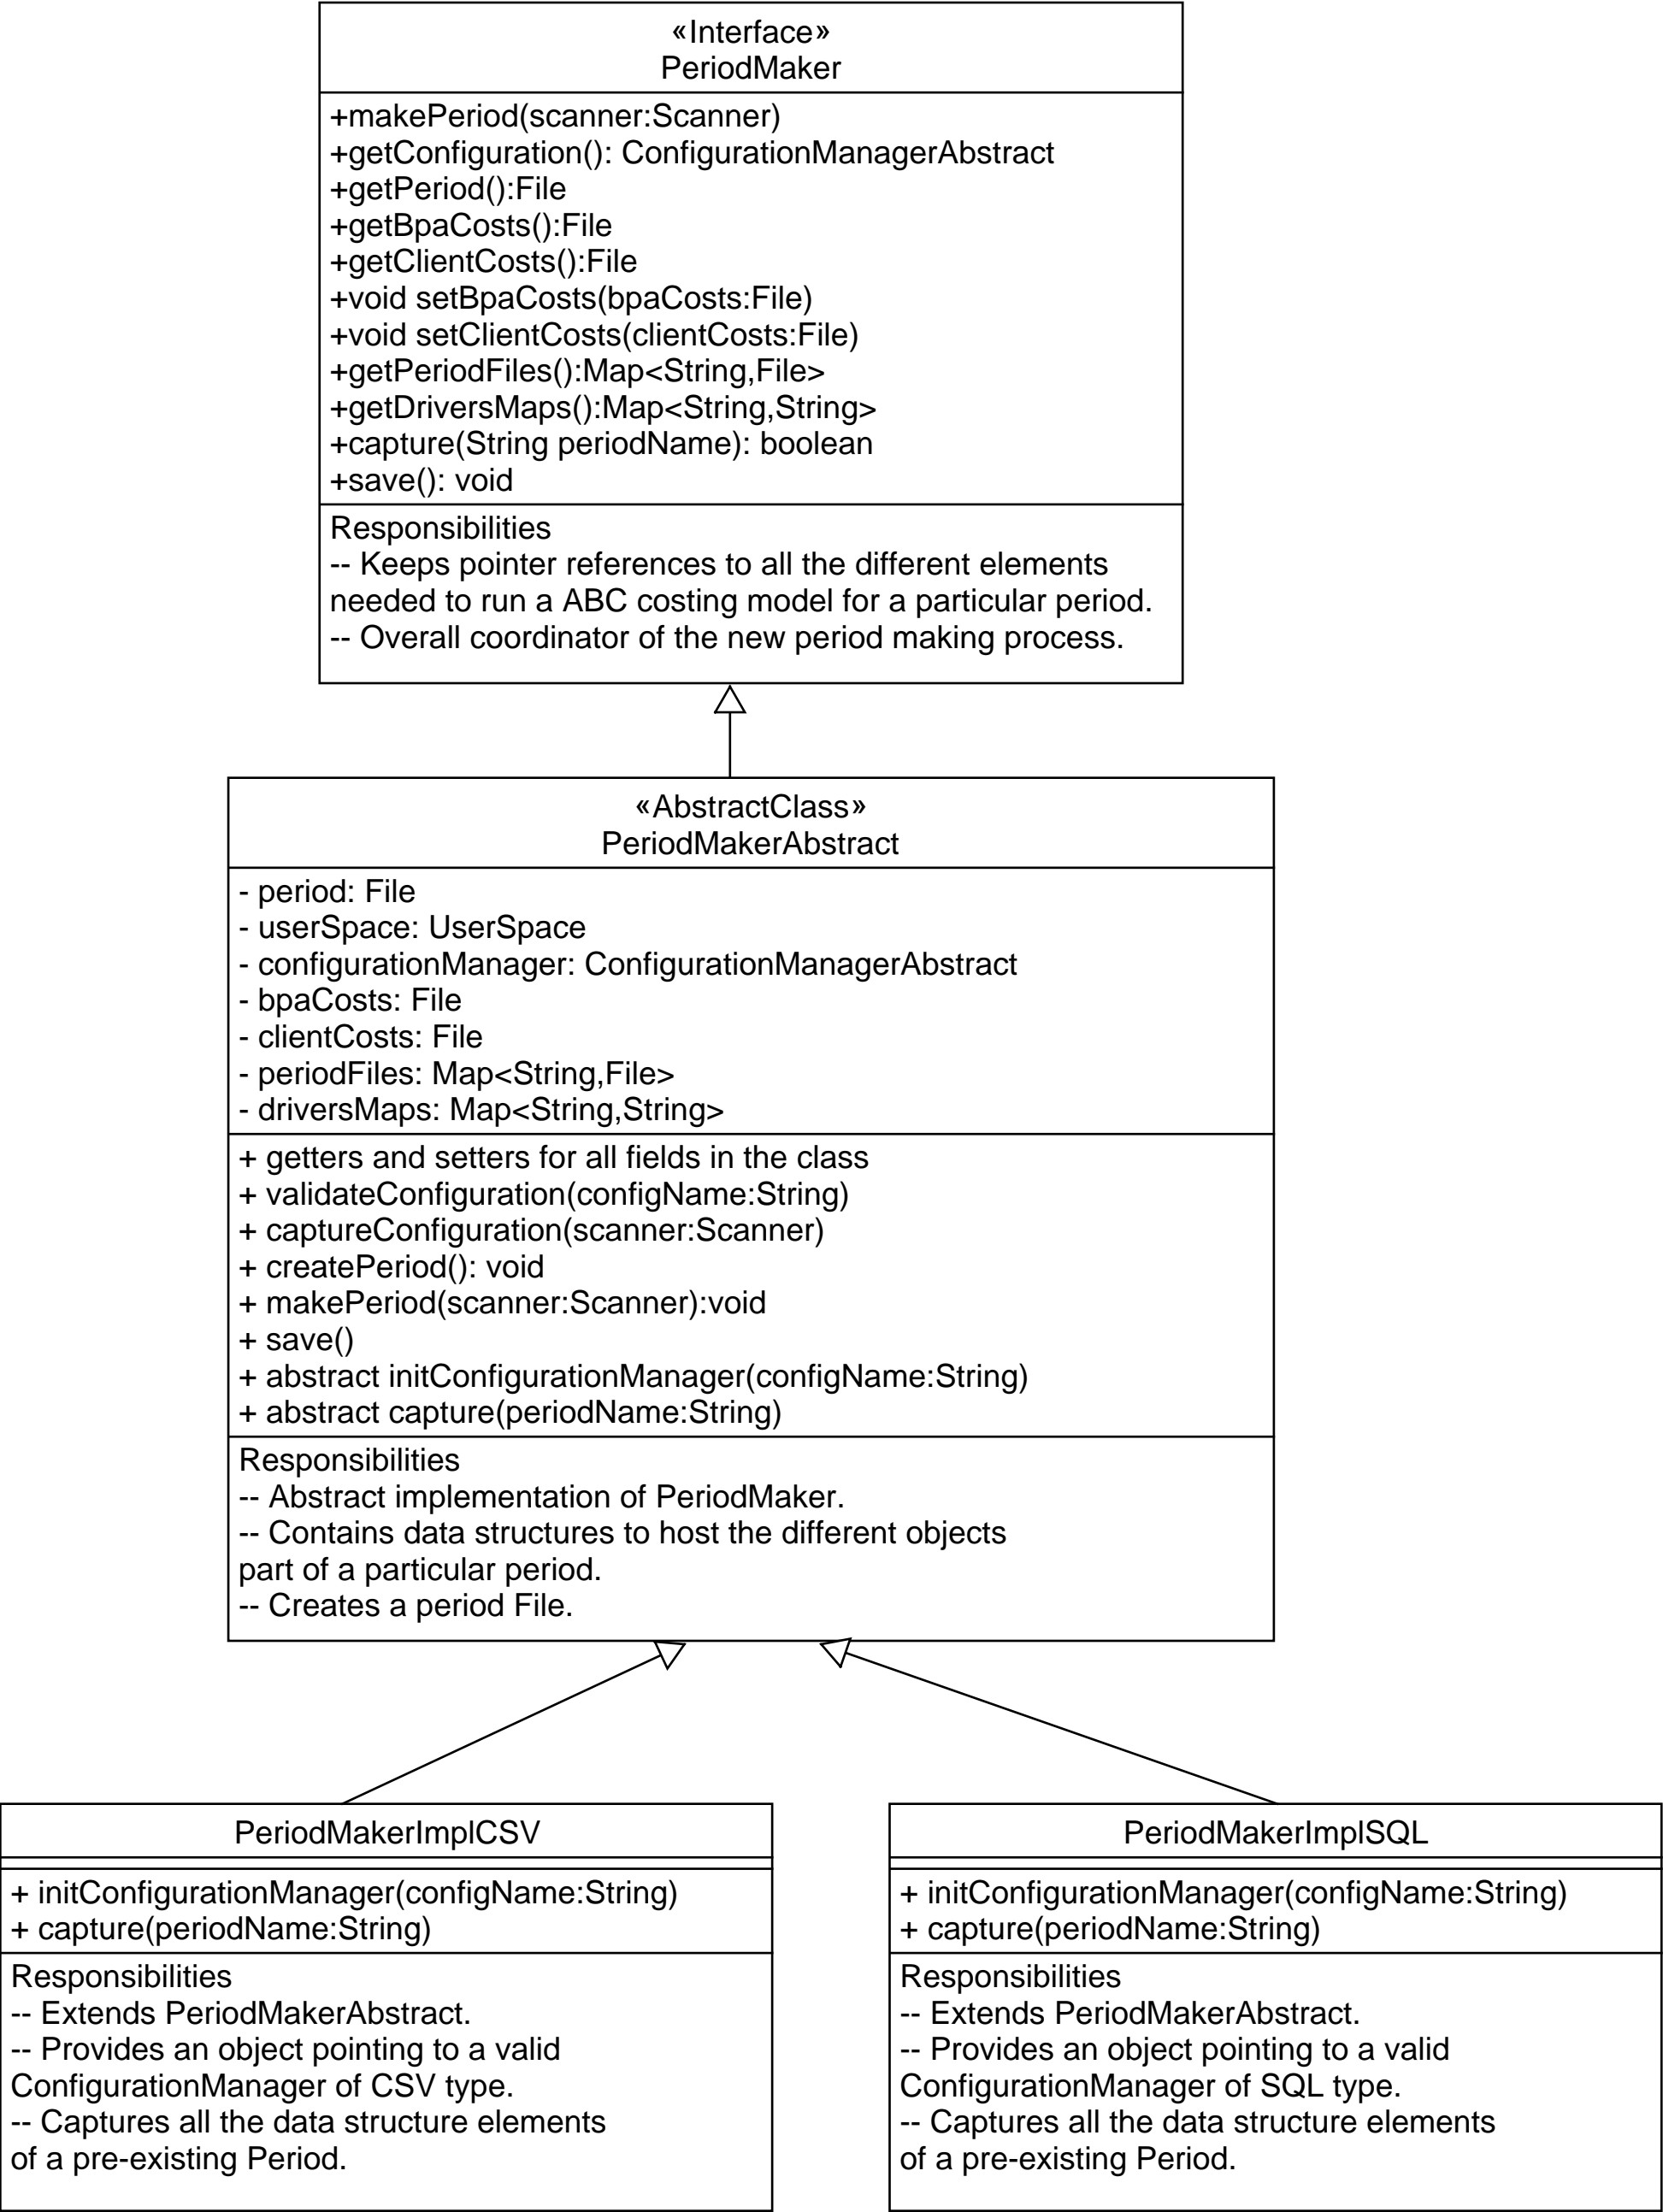 «Interface»
PeriodMaker
+makePeriod(scanner:Scanner)
+getConfiguration(): ConfigurationManagerAbstract
+getPeriod():File
+getBpaCosts():File
+getClientCosts():File
+void setBpaCosts(bpaCosts:File)
+void setClientCosts(clientCosts:File)
+getPeriodFiles():Map<String,File>
+getDriversMaps():Map<String,String>
+capture(String periodName): boolean
+save(): void
Responsibilities
-- Keeps pointer references to all the different elements
needed to run a ABC costing model for a particular period.
-- Overall coordinator of the new period making process.
«AbstractClass»
PeriodMakerAbstract
- period: File
- userSpace: UserSpace
- configurationManager: ConfigurationManagerAbstract
- bpaCosts: File
- clientCosts: File
- periodFiles: Map<String,File>
- driversMaps: Map<String,String>
+ getters and setters for all fields in the class
+ validateConfiguration(configName:String)
+ captureConfiguration(scanner:Scanner)
+ createPeriod(): void
+ makePeriod(scanner:Scanner):void
+ save()
+ abstract initConfigurationManager(configName:String)
+ abstract capture(periodName:String)
Responsibilities
-- Abstract implementation of PeriodMaker.
-- Contains data structures to host the different objects
part of a particular period.
-- Creates a period File.
PeriodMakerImplCSV
+ initConfigurationManager(configName:String)
+ capture(periodName:String)
Responsibilities
-- Extends PeriodMakerAbstract.
-- Provides an object pointing to a valid
ConfigurationManager of CSV type.
-- Captures all the data structure elements
of a pre-existing Period.
PeriodMakerImplSQL
+ initConfigurationManager(configName:String)
+ capture(periodName:String)
Responsibilities
-- Extends PeriodMakerAbstract.
-- Provides an object pointing to a valid
ConfigurationManager of SQL type.
-- Captures all the data structure elements
of a pre-existing Period.